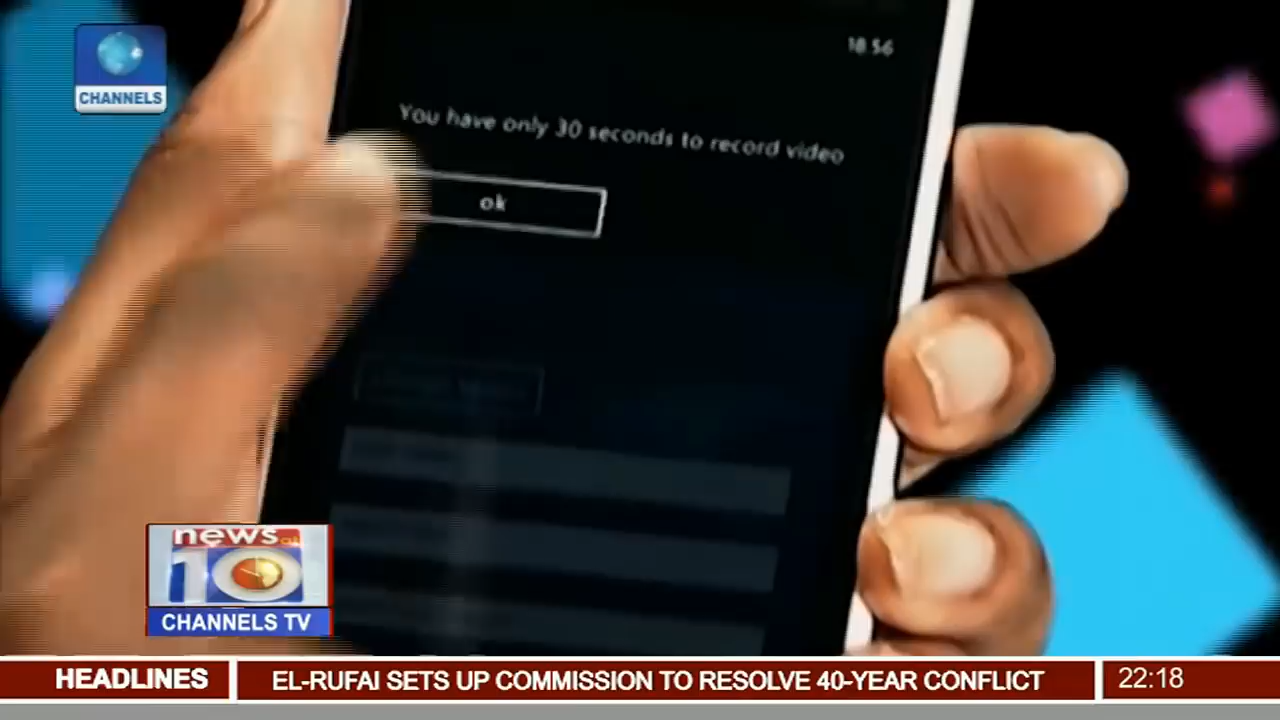 CHANNELS
18:56
You have only 30 seconds to record video
ok
news at
10
CHANNELS TV
HEADLINES
EL-RUFAI SETS UP COMMISSION TO RESOLVE 40-YEAR CONFLICT
22:18